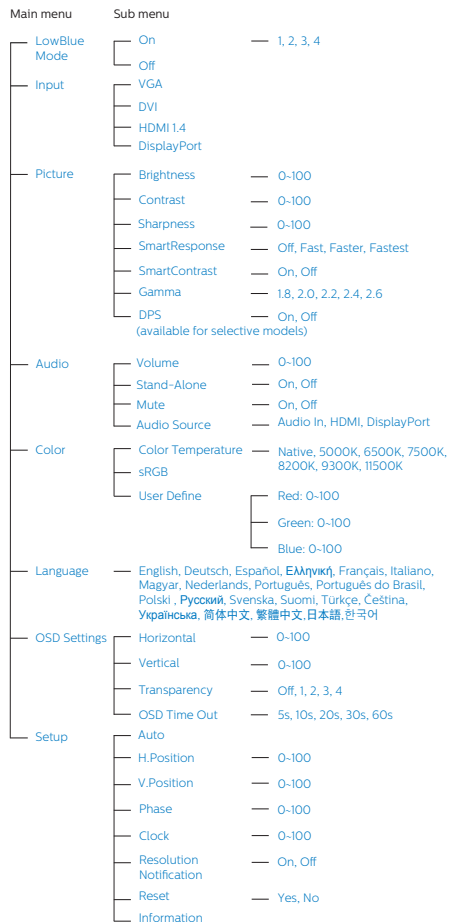 Main menu Sub menu
LowBlue Mode On 1, 2, 3, 4
Off
Input VGA
DVI
HDMI 1.4
DisplayPort
Picture Brightness 0~100
Contrast 0~100
Sharpness 0~100
SmartResponse Off, Fast, Faster, Fastest
SmartContrast On, Off
Gamma 1.8, 2.0, 2.2, 2.4, 2.6
DPS On, Off
(available for selective models)
Audio Volume 0~100
Stand-Alone On, Off
Mute On, Off
Audio Source Audio In, HDMI, DisplayPort
Color Color Temperature Native, 5000K, 6500K, 7500K,
8200K, 9300K, 11500K
sRGB
User Define Red: 0~100
Green: 0~100
Blue: 0~100
Language English, Deutsch, Español, Ελληνική, Français, Italiano,
Magyar, Nederlands, Português, Português do Brasil,
Polski , Русский, Svenska, Suomi, Türkçe, Čeština,
Українська, 简体中文, 繁體中文,日本語,한국어
OSD Settings Horizontal 0~100
Vertical 0~100
Transparency Off, 1, 2, 3, 4
OSD Time Out 5s, 10s, 20s, 30s, 60s
Setup Auto
H.Position 0~100
V.Position 0~100
Phase 0~100
Clock 0~100
Resolution Notification On, Off
Reset Yes, No
Information